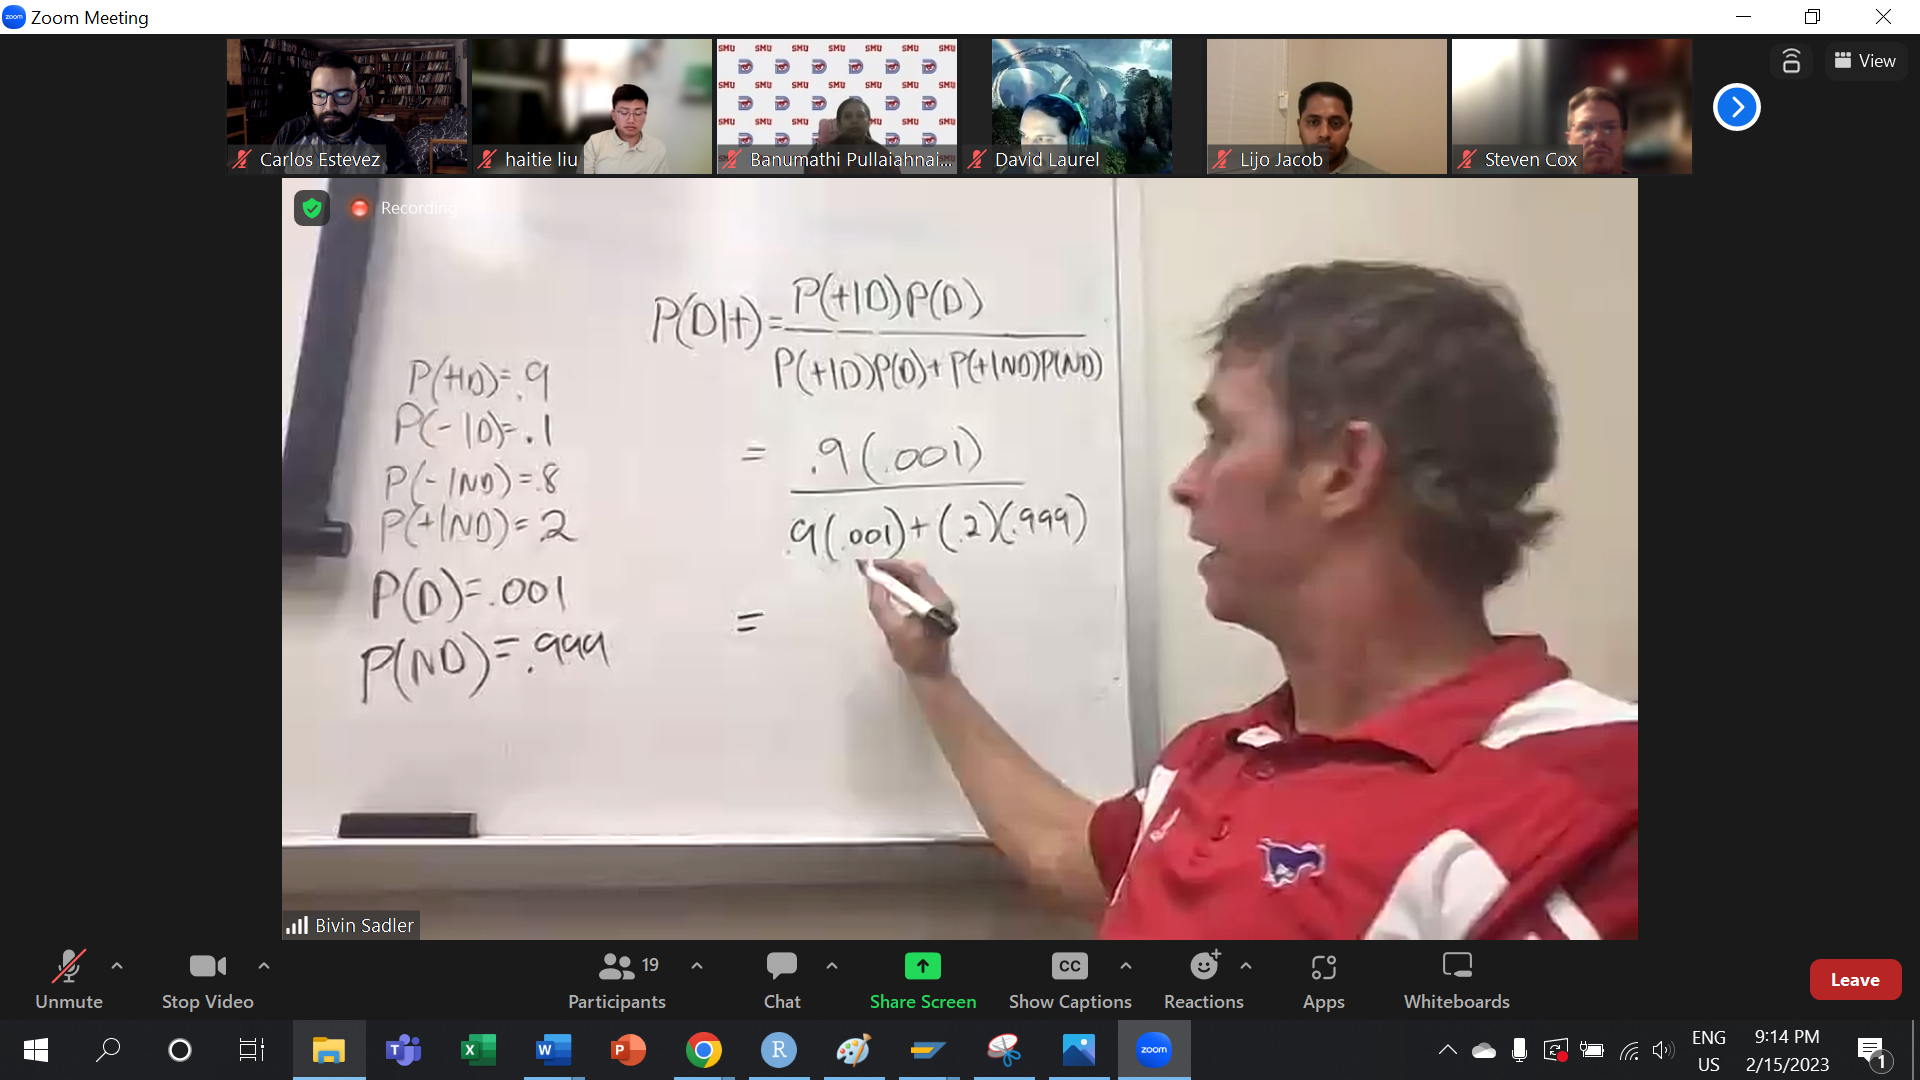 Zoom Meeting
Carlos Estevez
haitie liu
Banumathi Pullaiahnai...
David Laurel
Lijo Jacob
Steven Cox
View
Recording
P(D|+) = P(+|D)P(D)
P(+|D)P(D) + P(+|ND)P(ND)
P(+|D) = .9
P(-|D) = .1
P(-|ND) = .8
P(+|ND) = 2
P(D) = .001
P(ND) = .999
= .9(.001)
.9(.001) + (.2)(.999)
=
Bivin Sadler
Unmute
Stop Video
19
Participants
Chat
Share Screen
CC
Show Captions
Reactions
Apps
Whiteboards
Leave
ENG
US
9:14 PM
2/15/2023
1
zoom
SMU